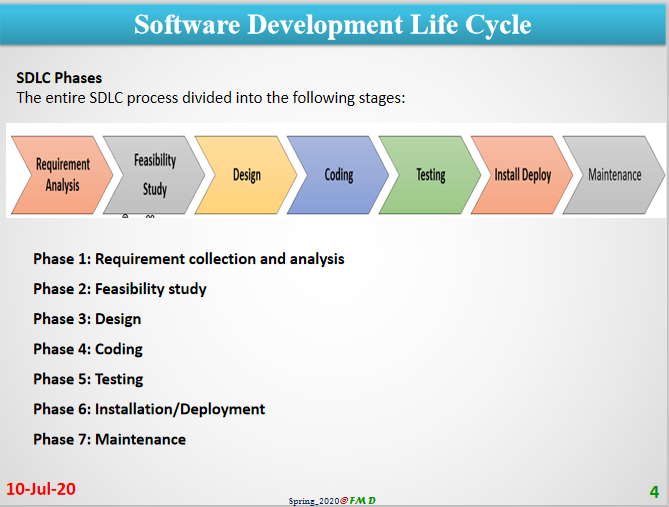 Software Development Life Cycle
SDLC Phases
The entire SDLC process divided into the following stages:
Requirement
Analysis
Feasibility
Study
Design
Coding
Testing
Install Deploy
Maintenance
Phase 1: Requirement collection and analysis
Phase 2: Feasibility study
Phase 3: Design
Phase 4: Coding
Phase 5: Testing
Phase 6: Installation/Deployment
Phase 7: Maintenance
10-Jul-20
Spring_2020@FMD
4